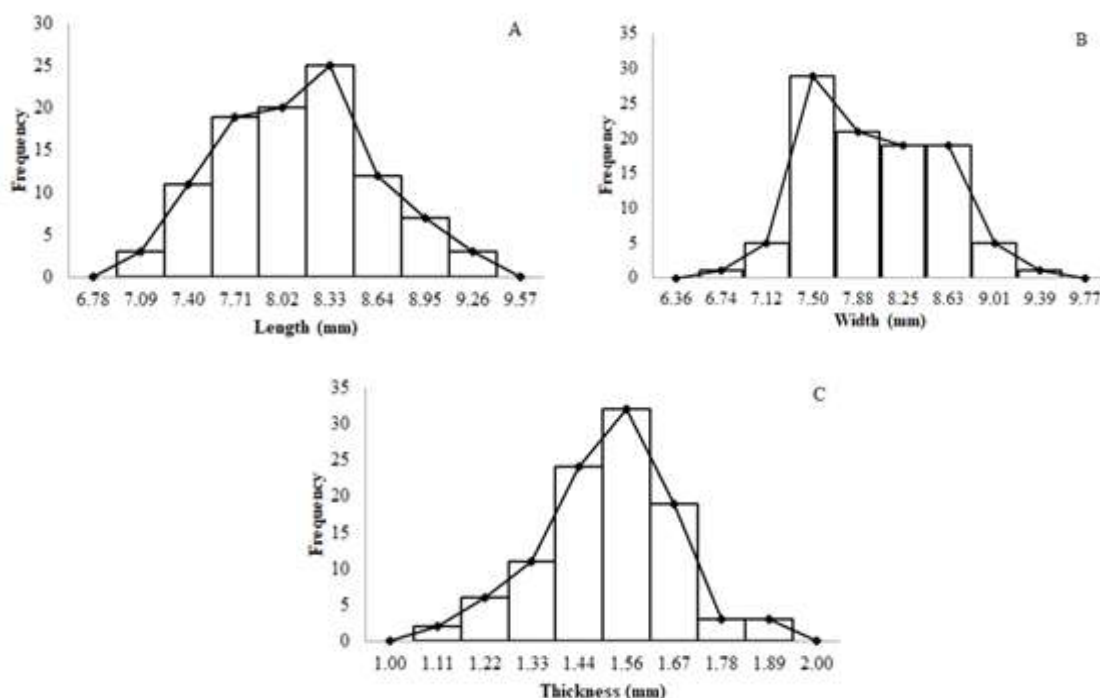 A
30
25
20
15
10
5
0
Frequency
6.78 7.09 7.40 7.71 8.02 8.33 8.64 8.95 9.26 9.57
Length (mm)
B
35
30
25
20
15
10
5
0
Frequency
6.36 6.74 7.12 7.50 7.88 8.25 8.63 9.01 9.39 9.77
Width (mm)
C
35
30
25
20
15
10
5
0
Frequency
1.00 1.11 1.22 1.33 1.44 1.56 1.67 1.78 1.89 2.00
Thickness (mm)